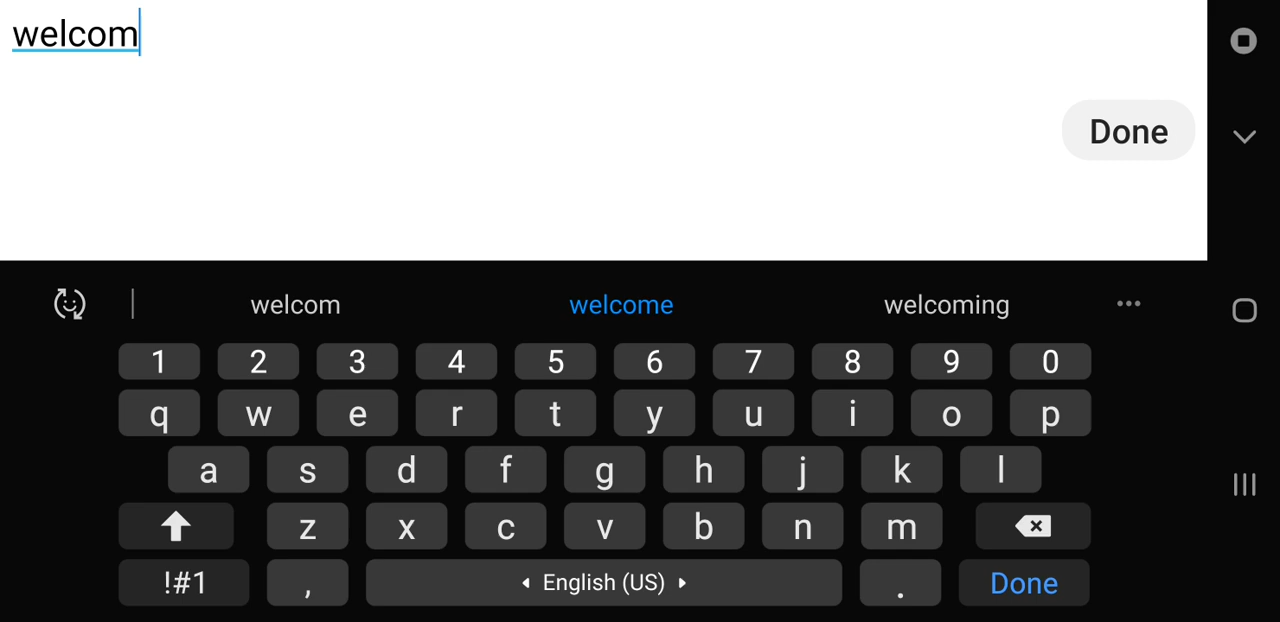 welcom
Done
welcom welcome welcoming
1 2 3 4 5 6 7 8 9 0
q w e r t y u i o p
a s d f g h j k l
z x c v b n m
!#1 , English (US) . Done